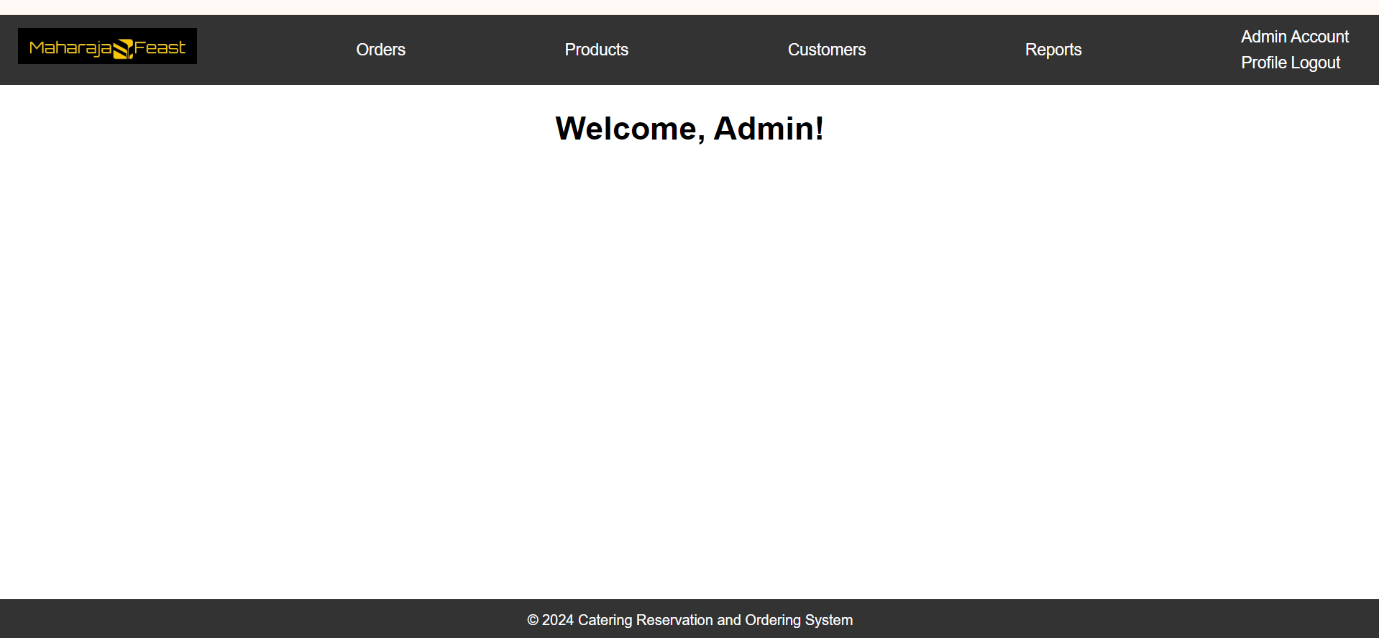 Maharaja Feast
Orders
Products
Customers
Reports
Admin Account
Profile Logout
Welcome, Admin!
© 2024 Catering Reservation and Ordering System